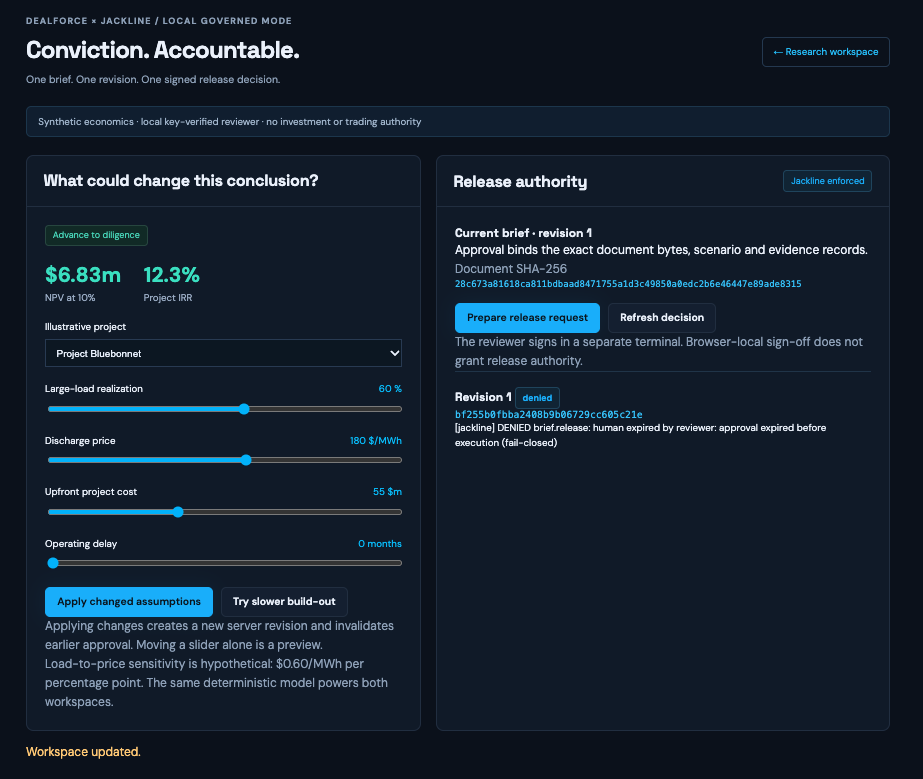 DEALFORCE × JACKLINE / LOCAL GOVERNED MODE
Conviction. Accountable.
← Research workspace
One brief. One revision. One signed release decision.
Synthetic economics · local key-verified reviewer · no investment or trading authority
What could change this conclusion?
Advance to diligence
$6.83m 12.3%
NPV at 10% Project IRR
Illustrative project
Project Bluebonnet
Large-load realization 60 %
Discharge price 180 $/MWh
Upfront project cost 55 $m
Operating delay 0 months
Apply changed assumptions Try slower build-out
Applying changes creates a new server revision and invalidates
earlier approval. Moving a slider alone is a preview.
Load-to-price sensitivity is hypothetical: $0.60/MWh per
percentage point. The same deterministic model powers both
workspaces.
Release authority Jackline enforced
Current brief · revision 1
Approval binds the exact document bytes, scenario and evidence records.
Document SHA-256
28c673a81618ca811bdbaad8471755a1d3c49850a0edc2b6e46447e89ade8315
Prepare release request Refresh decision
The reviewer signs in a separate terminal. Browser-local sign-off does not
grant release authority.
Revision 1 denied
bf255b0fbba2408b9b06729cc605c21e
[jackline] DENIED brief.release: human expired by reviewer: approval expired before
execution (fail-closed)
Workspace updated.